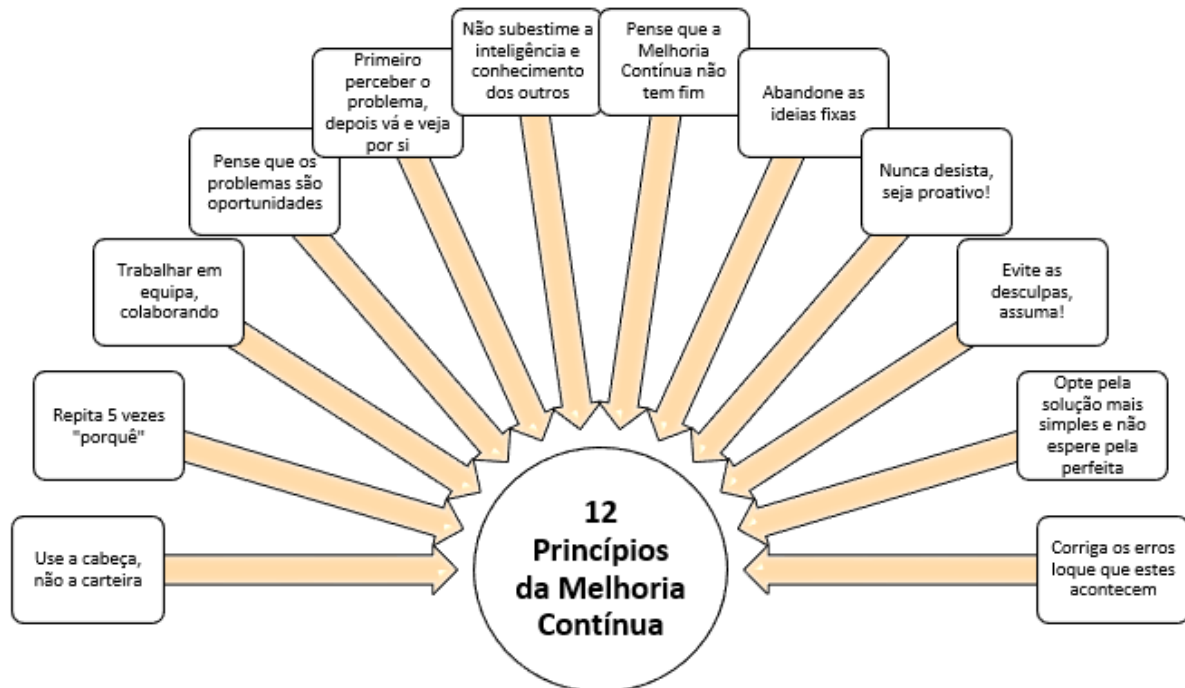 Use a cabeça,
não a carteira
Repita 5 vezes
"porquê"
Trabalhar em
equipa,
colaborando
Pense que os
problemas são
oportunidades
Primeiro
perceber o
problema,
depois vá e veja
por si
Não subestime a
inteligência e
conhecimento
dos outros
Pense que a
Melhoria
Contínua não
tem fim
Abandone as
ideias fixas
Nunca desista,
seja proativo!
Evite as
desculpas,
assuma!
Opte pela
solução mais
simples e não
espere pela
perfeita
Corriga os erros
loque que estes
acontecem
12
Princípios
da Melhoria
Contínua